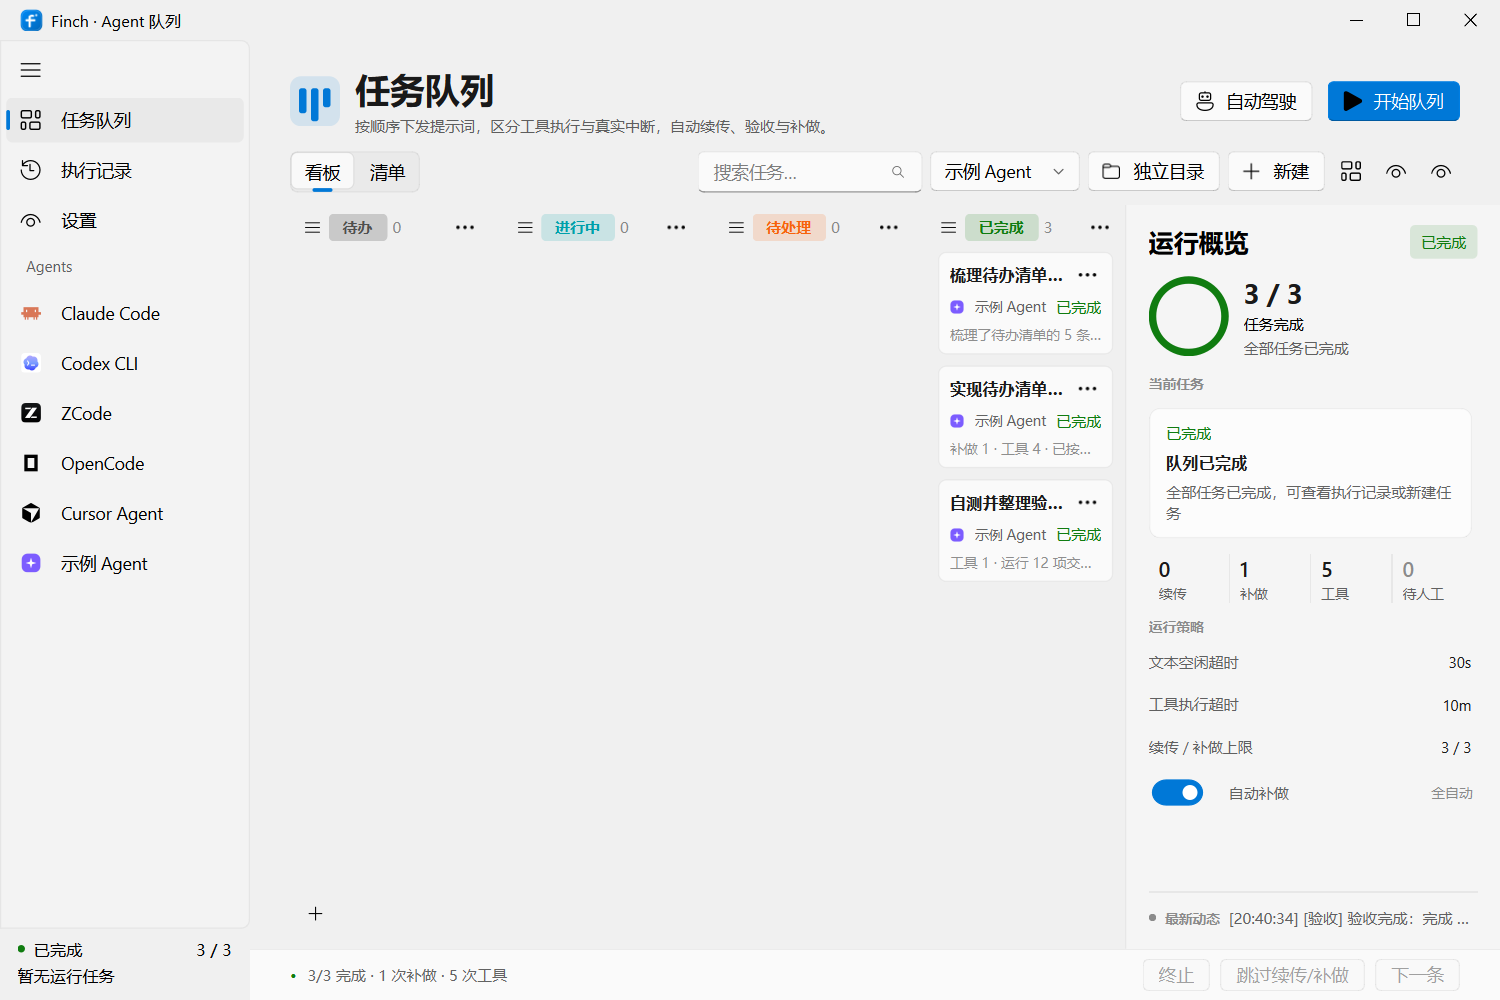 Finch · Agent 队列
任务队列
执行记录
设置
Agents
Claude Code
Codex CLI
ZCode
OpenCode
Cursor Agent
示例 Agent
已完成 3 / 3
暂无运行任务
任务队列
按顺序下发提示词，区分工具执行与真实中断，自动续传、验收与补做。
自动驾驶
开始队列
看板 清单
搜索任务...
示例 Agent
独立目录
新建
待办 0
进行中 0
待处理 0
已完成 3
梳理待办清单...
示例 Agent 已完成
梳理了待办清单的 5 条...
实现待办清单...
示例 Agent 已完成
补做 1 · 工具 4 · 已按...
自测并整理验...
示例 Agent 已完成
工具 1 · 运行 12 项交...
运行概览 已完成
3 / 3
任务完成
全部任务已完成
当前任务
已完成
队列已完成
全部任务已完成，可查看执行记录或新建任
务
0 1 5 0
续传 补做 工具 待人工
运行策略
文本空闲超时 30s
工具执行超时 10m
续传 / 补做上限 3 / 3
自动补做 全自动
最新动态 [20:40:34] [验收] 验收完成：完成 ...
3/3 完成 · 1 次补做 · 5 次工具
终止 跳过续传/补做 下一条